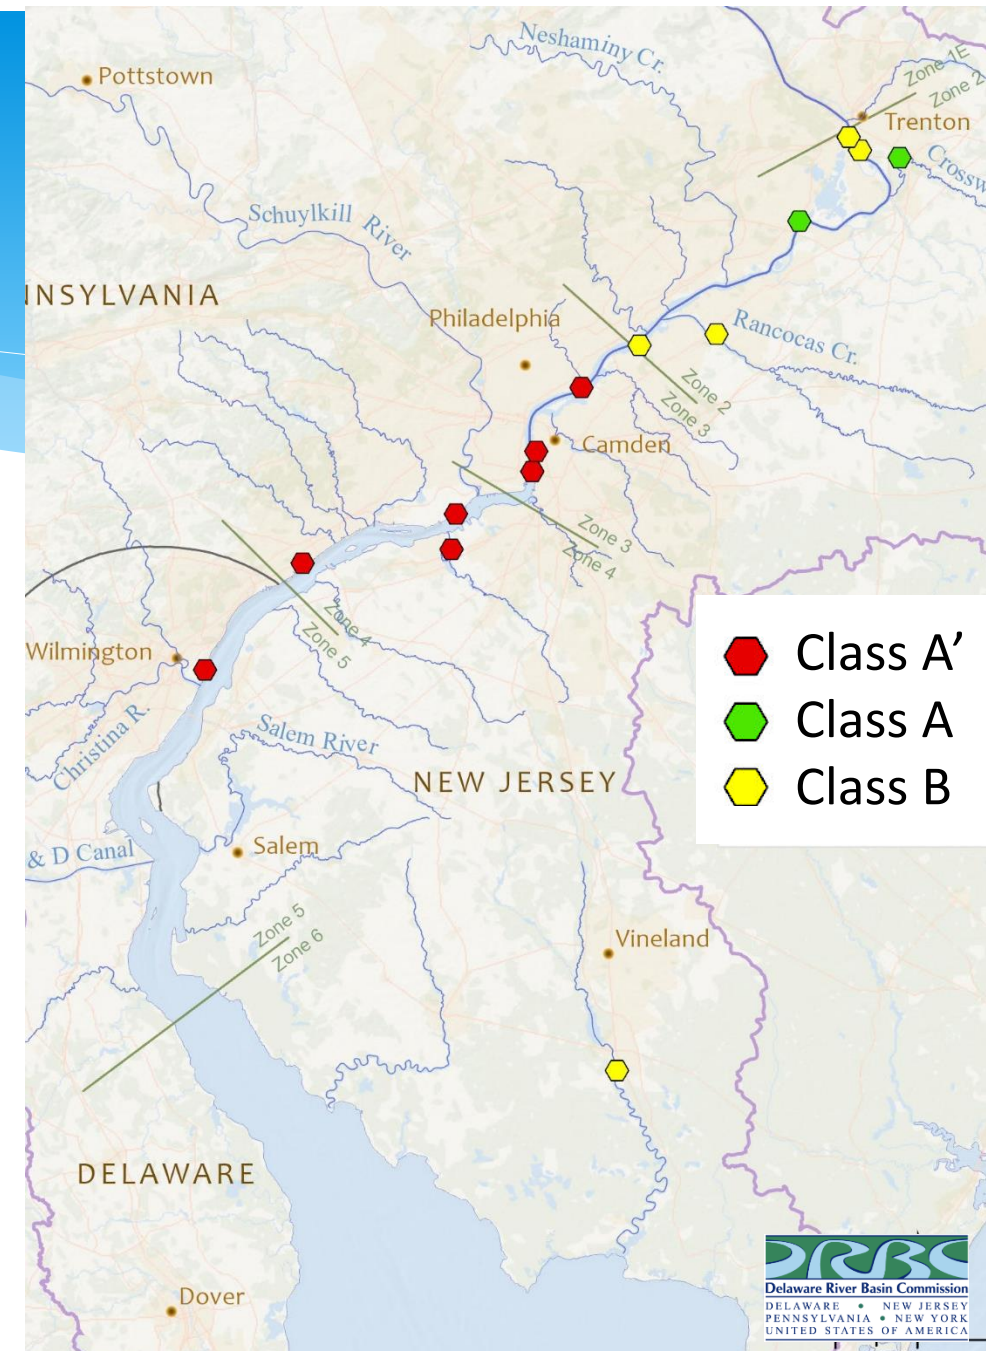 Neshaminy Cr.
Pottstown
Zone 1E
Zone 2
Trenton
Crossw
Schuylkill River
NNSYLVANIA
Philadelphia
Rancocas Cr.
Zone 2
Zone 3
Camden
Zone 3
Zone 4
Zone 4
Zone 5
Wilmington
Class A’
Class A
Class B
Christina R.
Salem River
NEW JERSEY
& D Canal
Salem
Zone 5
Zone 6
Vineland
DELAWARE
Dover
DRBC
Delaware River Basin Commission
DELAWARE • NEW JERSEY
PENNSYLVANIA • NEW YORK
UNITED STATES OF AMERICA